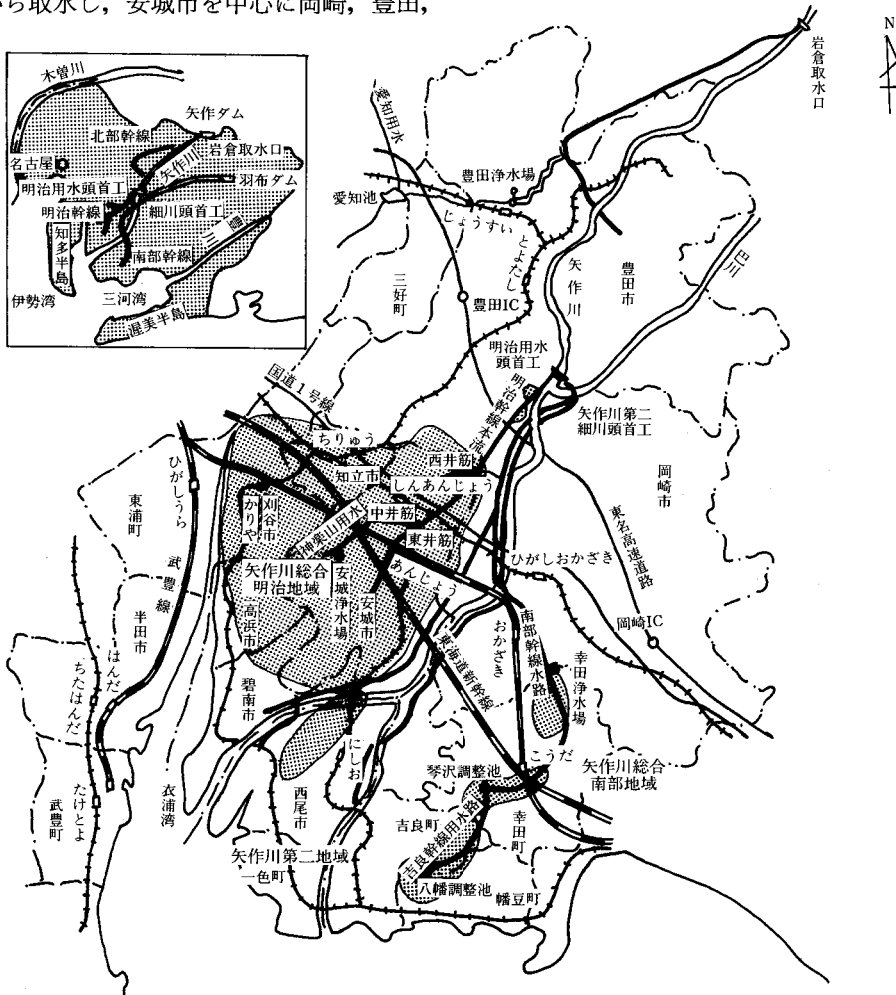 ら取水し，安城市を中心に岡崎，豊田，
N
岩倉取水口
木曽川
矢作ダム
北部幹線
岩倉取水口
名古屋
矢作川
羽布ダム
明治用水頭首工
明治幹線
細川頭首工
知多半島
豊川
南部幹線
伊勢湾
三河湾
渥美半島
愛知用水
豊田浄水場
愛知池
じょうすい
とよたし
三好町
豊田IC
矢作川
豊田市
巴川
明治用水
頭首工
国道1号線
明治幹線本流
矢作川第二
細川頭首工
ちりゅう
西井筋
知立市
しんあんじょう
ひがしうら
東浦町
刈谷市
かりや
中井筋
岡崎市
東名高速道路
東井筋
ひがしおかざき
武豊線
矢作川総合
明治地域
安城浄水場
安城市
あんじょう
高浜市
半田市
岡崎IC
おかざき
南部幹線水路
東海道新幹線
幸田浄水場
はんだ
ちたはんだ
碧南市
にしお
こうだ
琴沢調整池
矢作川総合
南部地域
たけとよ
武豊町
衣浦湾
西尾市
吉良町
吉良幹線用水路
幸田町
矢作川第二地域
一色町
八幡調整池
幡豆町